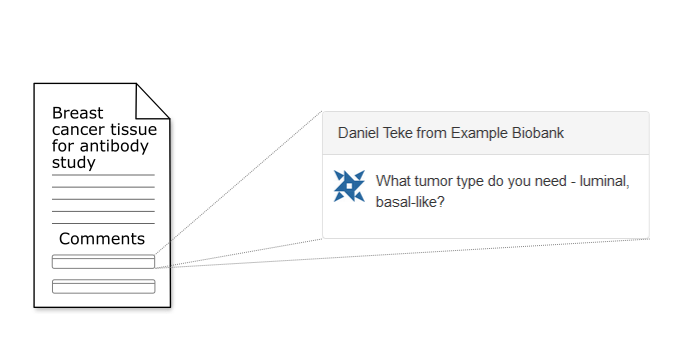 Breast
cancer tissue
for antibody
study
Comments
Daniel Teke from Example Biobank
What tumor type do you need - luminal,
basal-like?